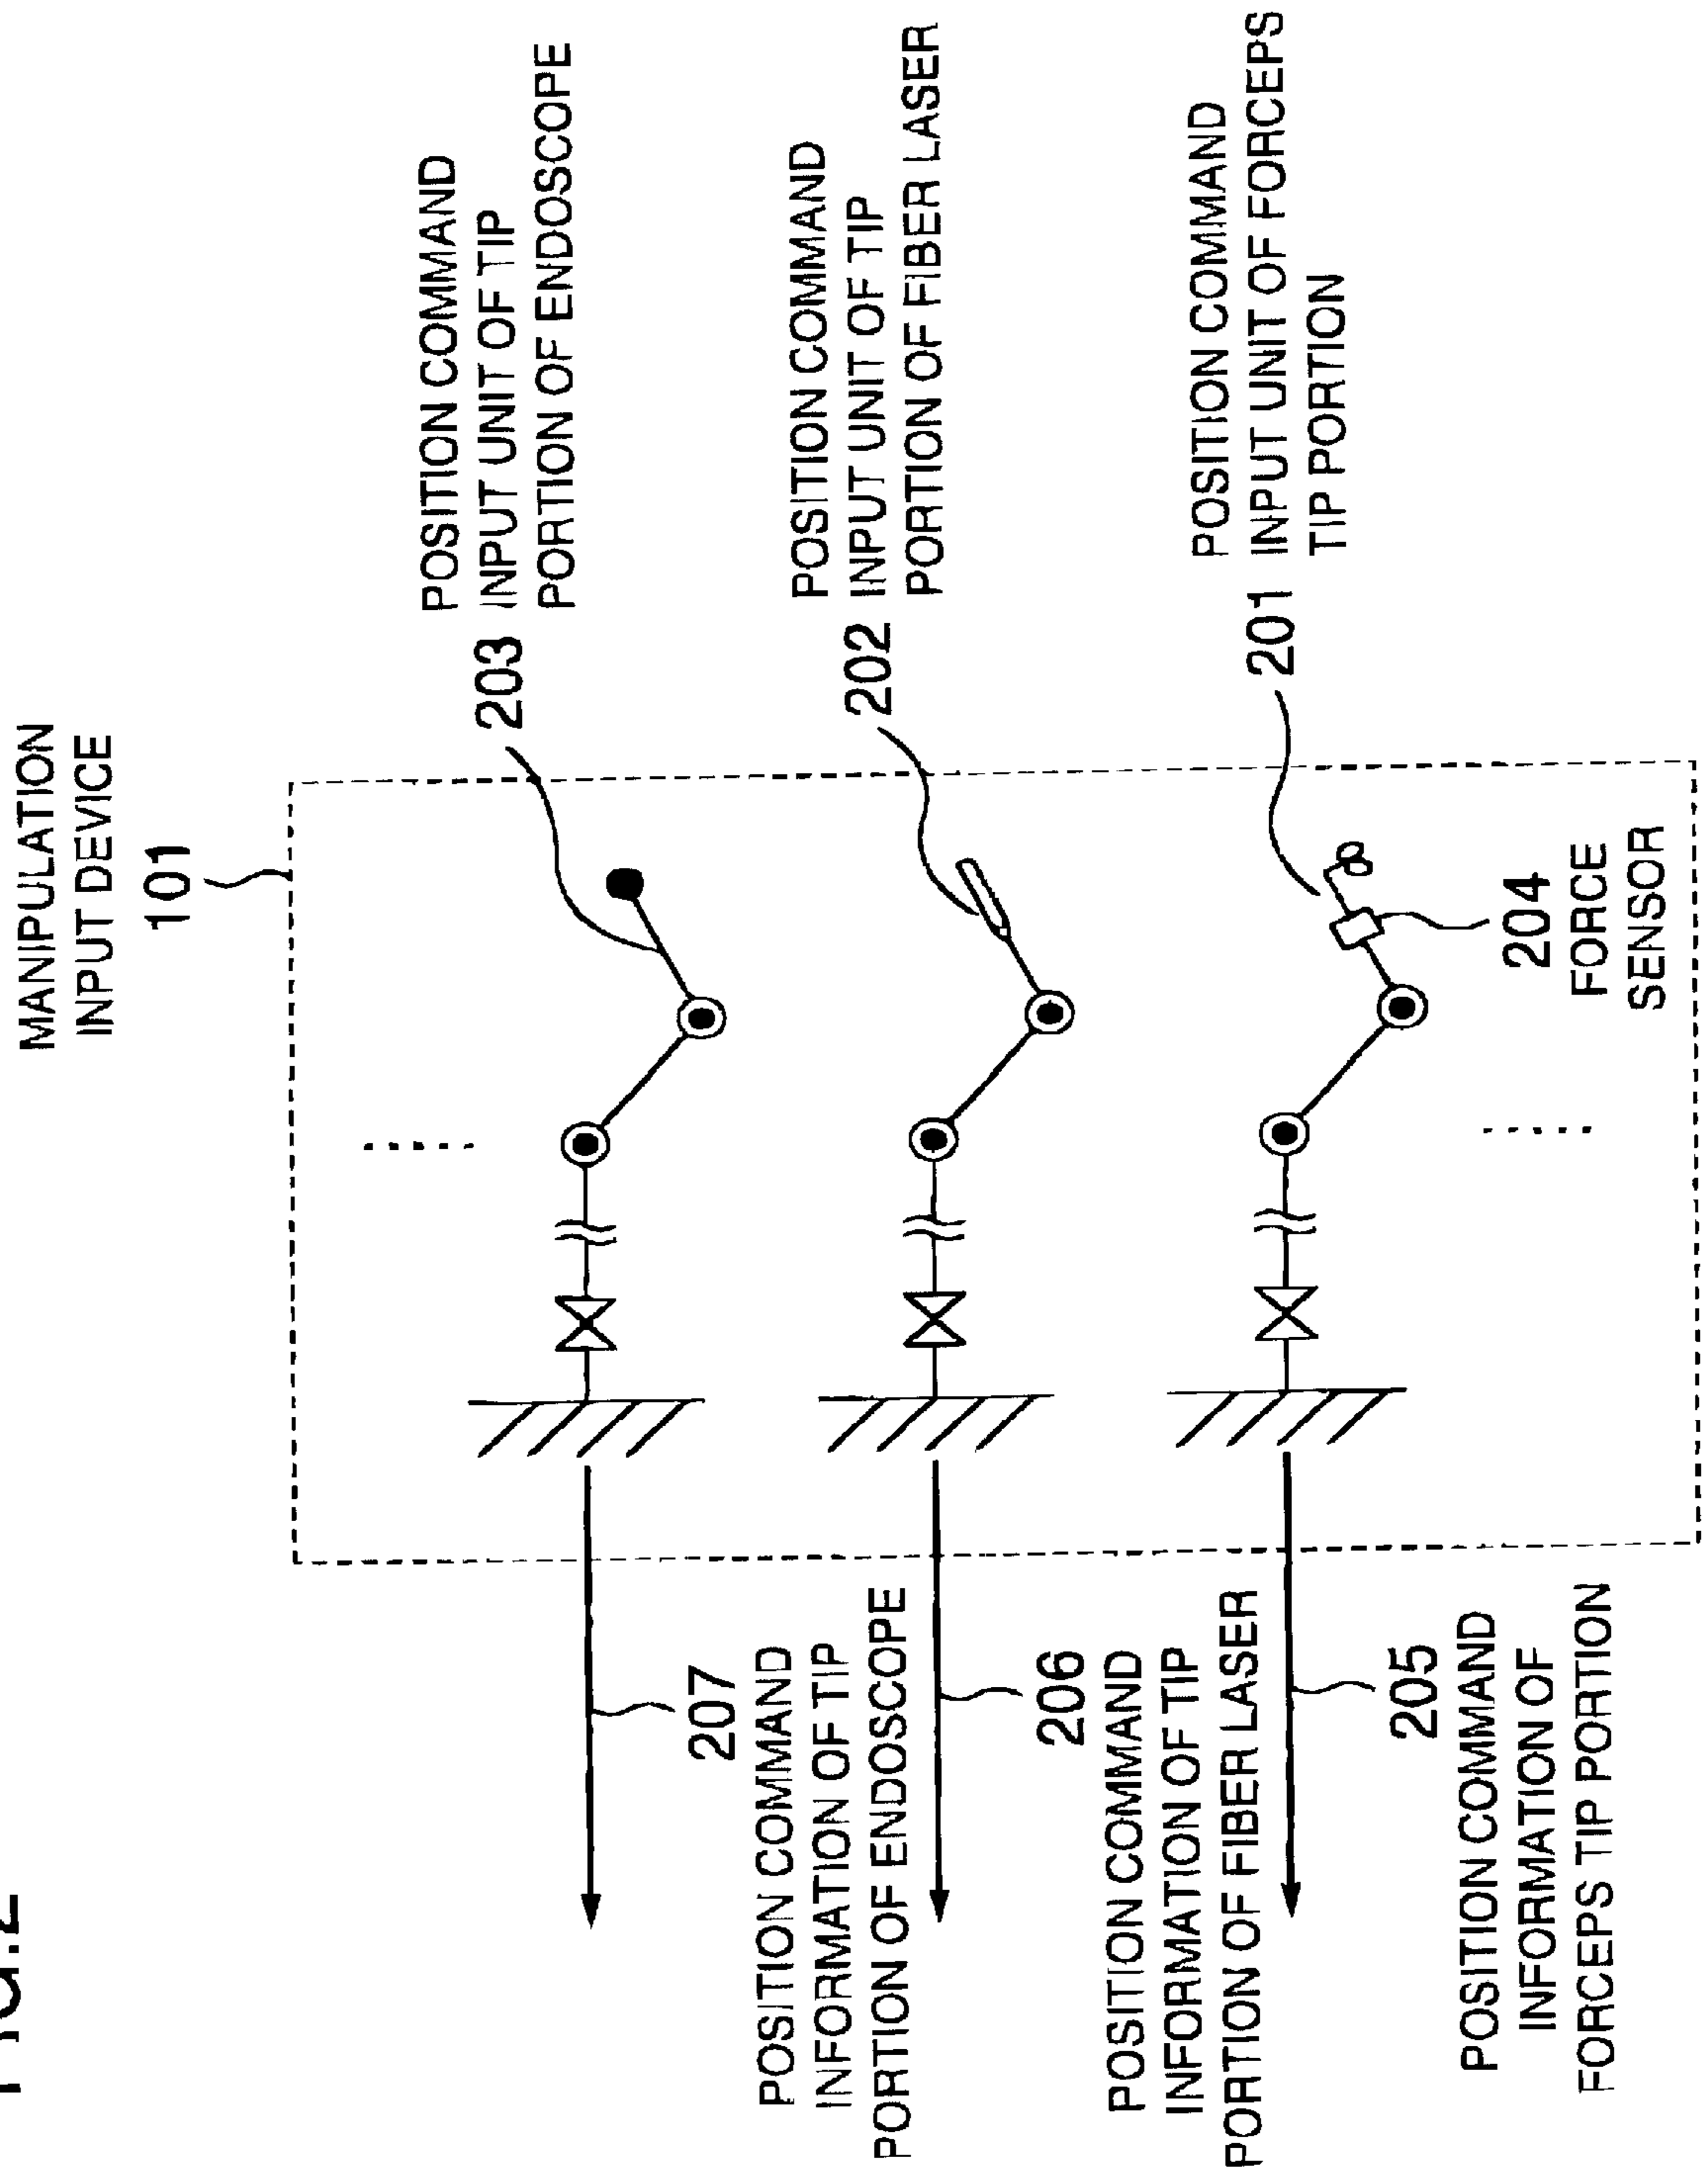 FIG.2
MANIPULATION
INPUT DEVICE
101
POSITION COMMAND
203 INPUT UNIT OF TIP
PORTION OF ENDOSCOPE
POSITION COMMAND
202 INPUT UNIT OF TIP
PORTION OF FIBER LASER
POSITION COMMAND
201 INPUT UNIT OF FORCEPS
TIP PORTION
204
FORCE
SENSOR
207
POSITION COMMAND
INFORMATION OF TIP
PORTION OF ENDOSCOPE
206
POSITION COMMAND
INFORMATION OF TIP
PORTION OF FIBER LASER
205
POSITION COMMAND
INFORMATION OF
FORCEPS TIP PORTION